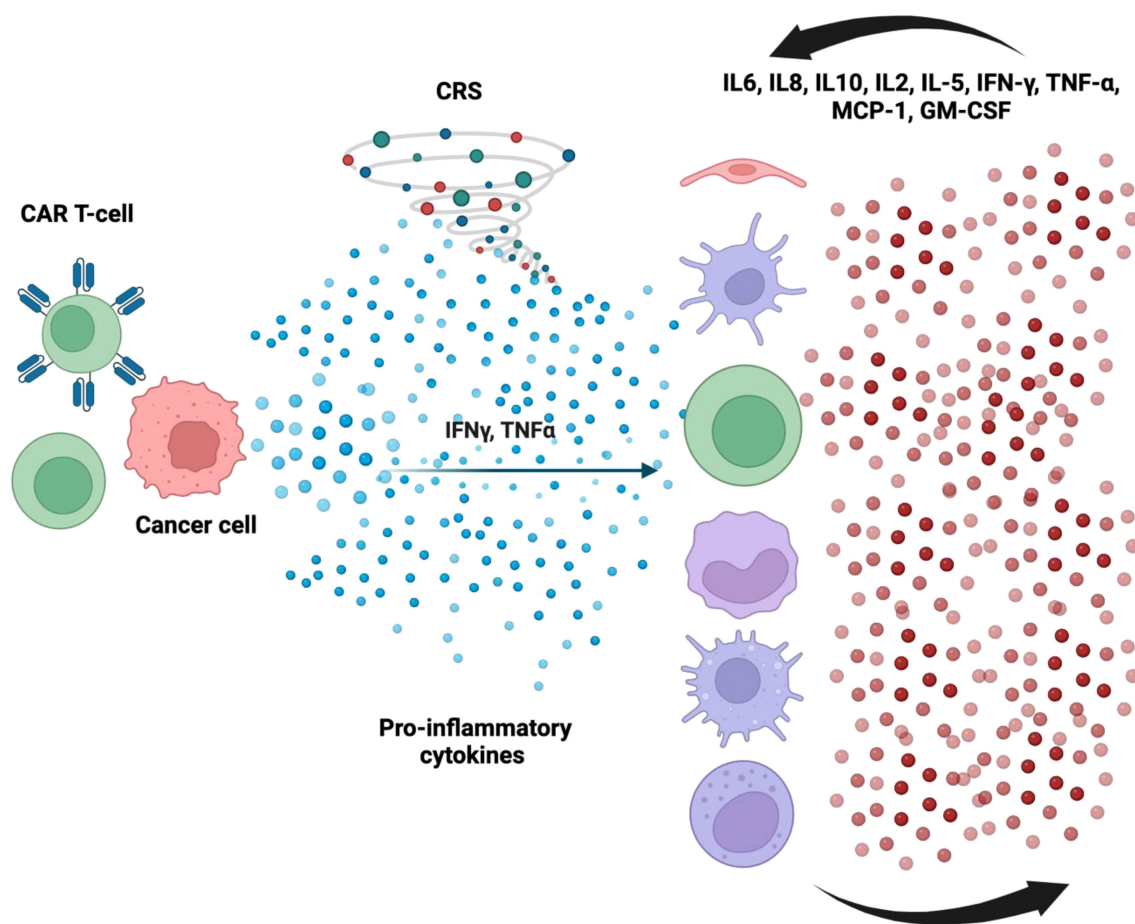 IL6, IL8, IL10, IL2, IL-5, IFN-γ, TNF-α,
MCP-1, GM-CSF
CRS
CAR T-cell
IFNγ, TNFα
Cancer cell
Pro-inflammatory
cytokines